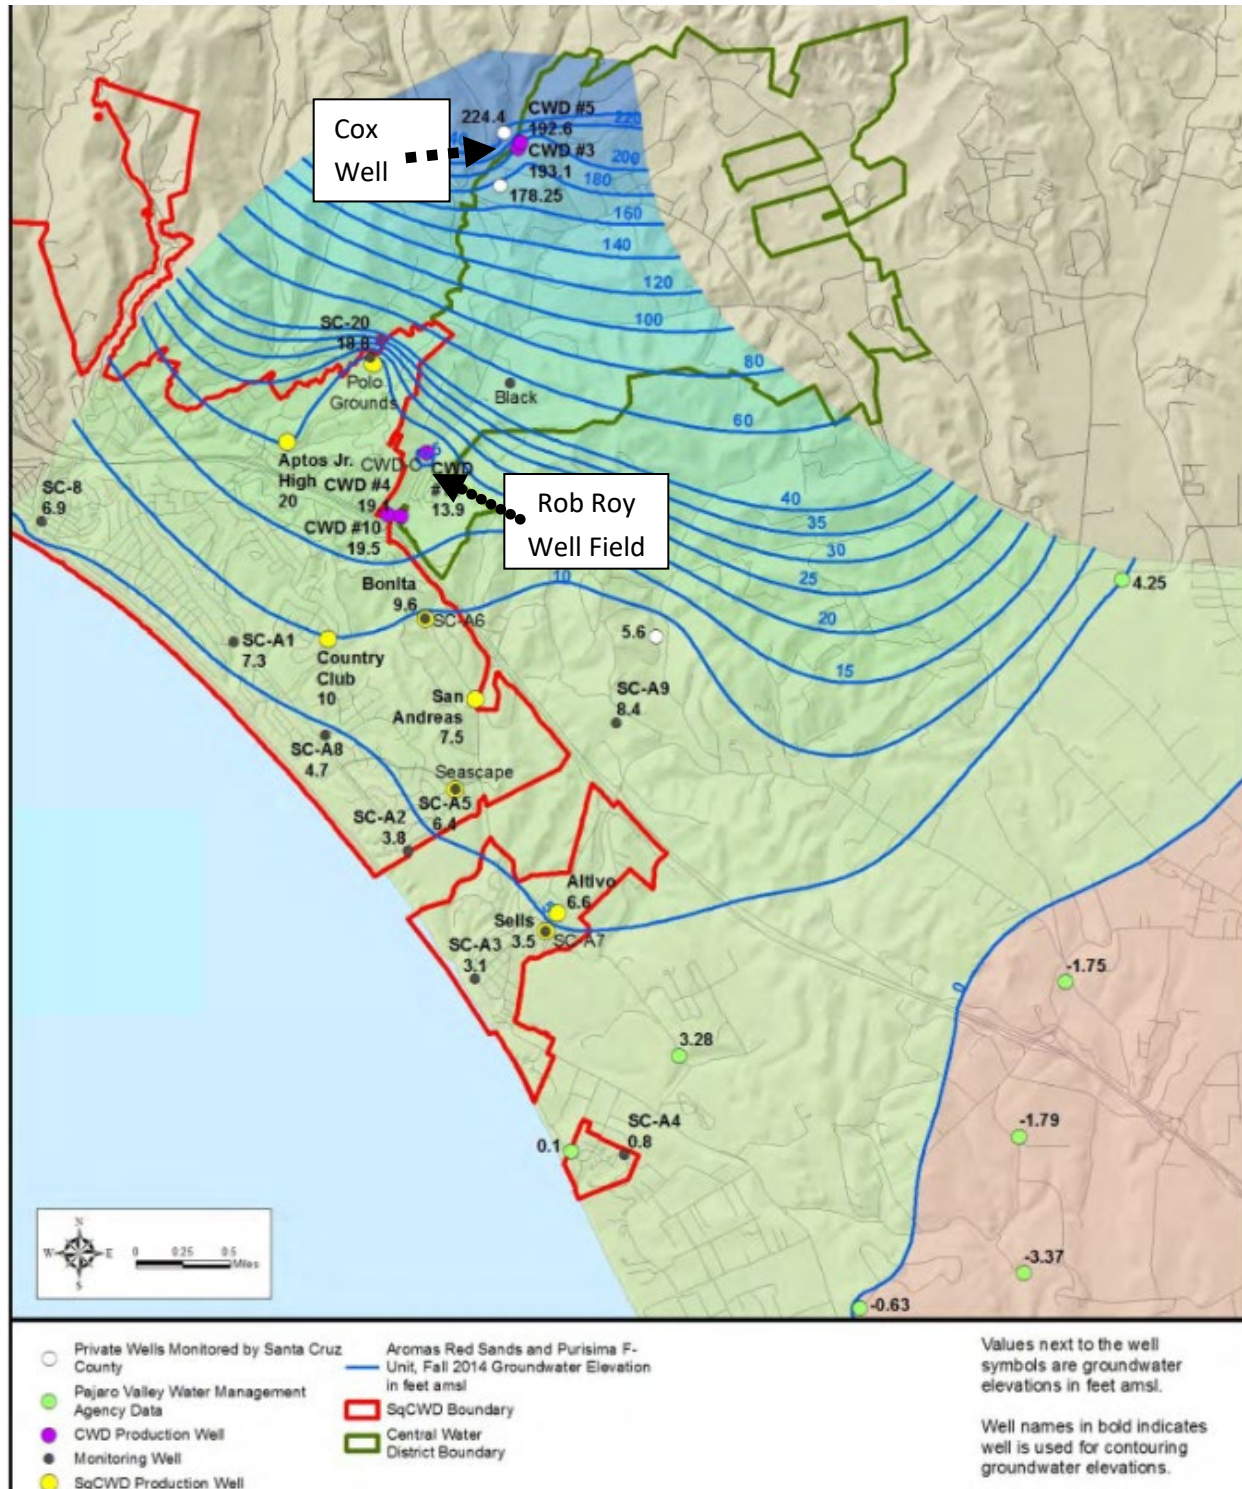 Cox
Well
224.4
CWD #5
192.6
CWD #3
193.1
178.25
220
200
180
160
140
120
100
80
60
40
35
30
25
20
15
10
SC-20
18.8
Polo
Grounds
Black
Aptos Jr.
High
20
CWD #4
CWD
13.9
CWD #10
19.5
Rob Roy
Well Field
SC-8
6.9
4.25
Bonita
9.6
SC-A6
5.6
SC-A1
7.3
Country
Club
10
San
Andreas
7.5
SC-A9
8.4
SC-A8
4.7
Seascape
SC-A5
6.4
SC-A2
3.8
Altivo
6.6
Sells
3.5
SC-A7
SC-A3
3.1
0
-1.75
3.28
-1.79
SC-A4
0.8
0.1
-3.37
-0.63
N
W E
S
0 0.25 0.5
Miles
Private Wells Monitored by Santa Cruz
County
Pajaro Valley Water Management
Agency Data
CWD Production Well
Monitoring Well
SqCWD Production Well
Aromas Red Sands and Purisima F-
Unit, Fall 2014 Groundwater Elevation
in feet amsl
SqCWD Boundary
Central Water
District Boundary
Values next to the well
symbols are groundwater
elevations in feet amsl.
Well names in bold indicates
well is used for contouring
groundwater elevations.